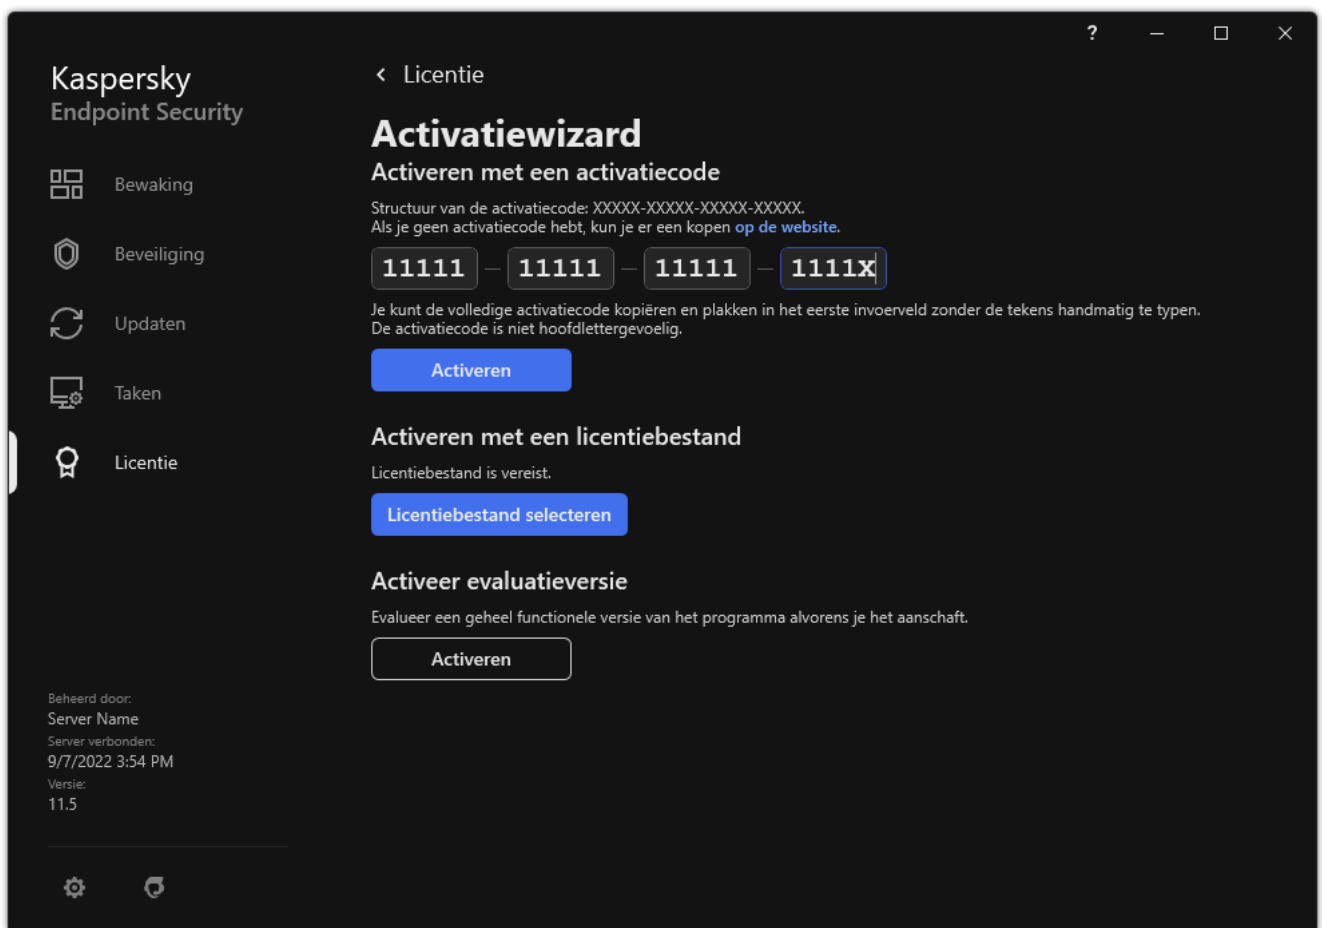 ?
Kaspersky
Endpoint Security
Bewaking
Beveiliging
Updaten
Taken
Licentie
Beheerd door:
Server Name
Server verbonden:
9/7/2022 3:54 PM
Versie:
11.5
< Licentie
Activatiewizard
Activeren met een activatiecode
Structuur van de activatiecode: XXXXX-XXXXX-XXXXX-XXXXX.
Als je geen activatiecode hebt, kun je er een kopen op de website.
11111 — 11111 — 11111 — 1111X
Je kunt de volledige activatiecode kopiëren en plakken in het eerste invoerveld zonder de tekens handmatig te typen.
De activatiecode is niet hoofdlettergevoelig.
Activeren
Activeren met een licentiebestand
Licentiebestand is vereist.
Licentiebestand selecteren
Activeer evaluatieversie
Evalueer een geheel functionele versie van het programma alvorens je het aanschaft.
Activeren